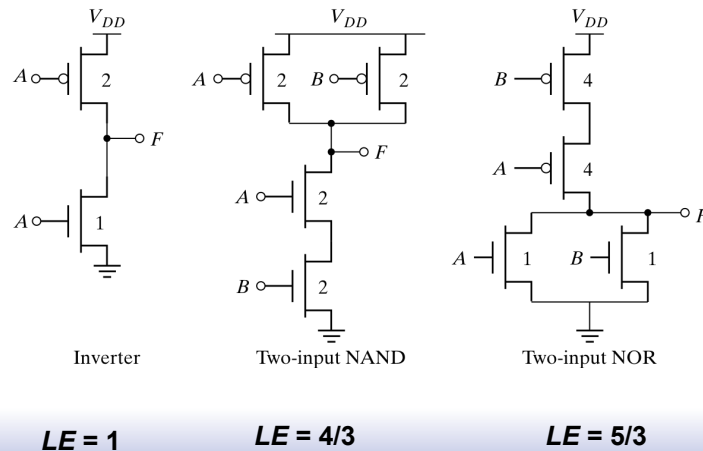 V_DD V_DD V_DD
A 2 A 2 B 2 B 4
F F A 4
A 1 A 2 F
B 2 A 1 B 1
Inverter Two-input NAND Two-input NOR
LE = 1 LE = 4/3 LE = 5/3